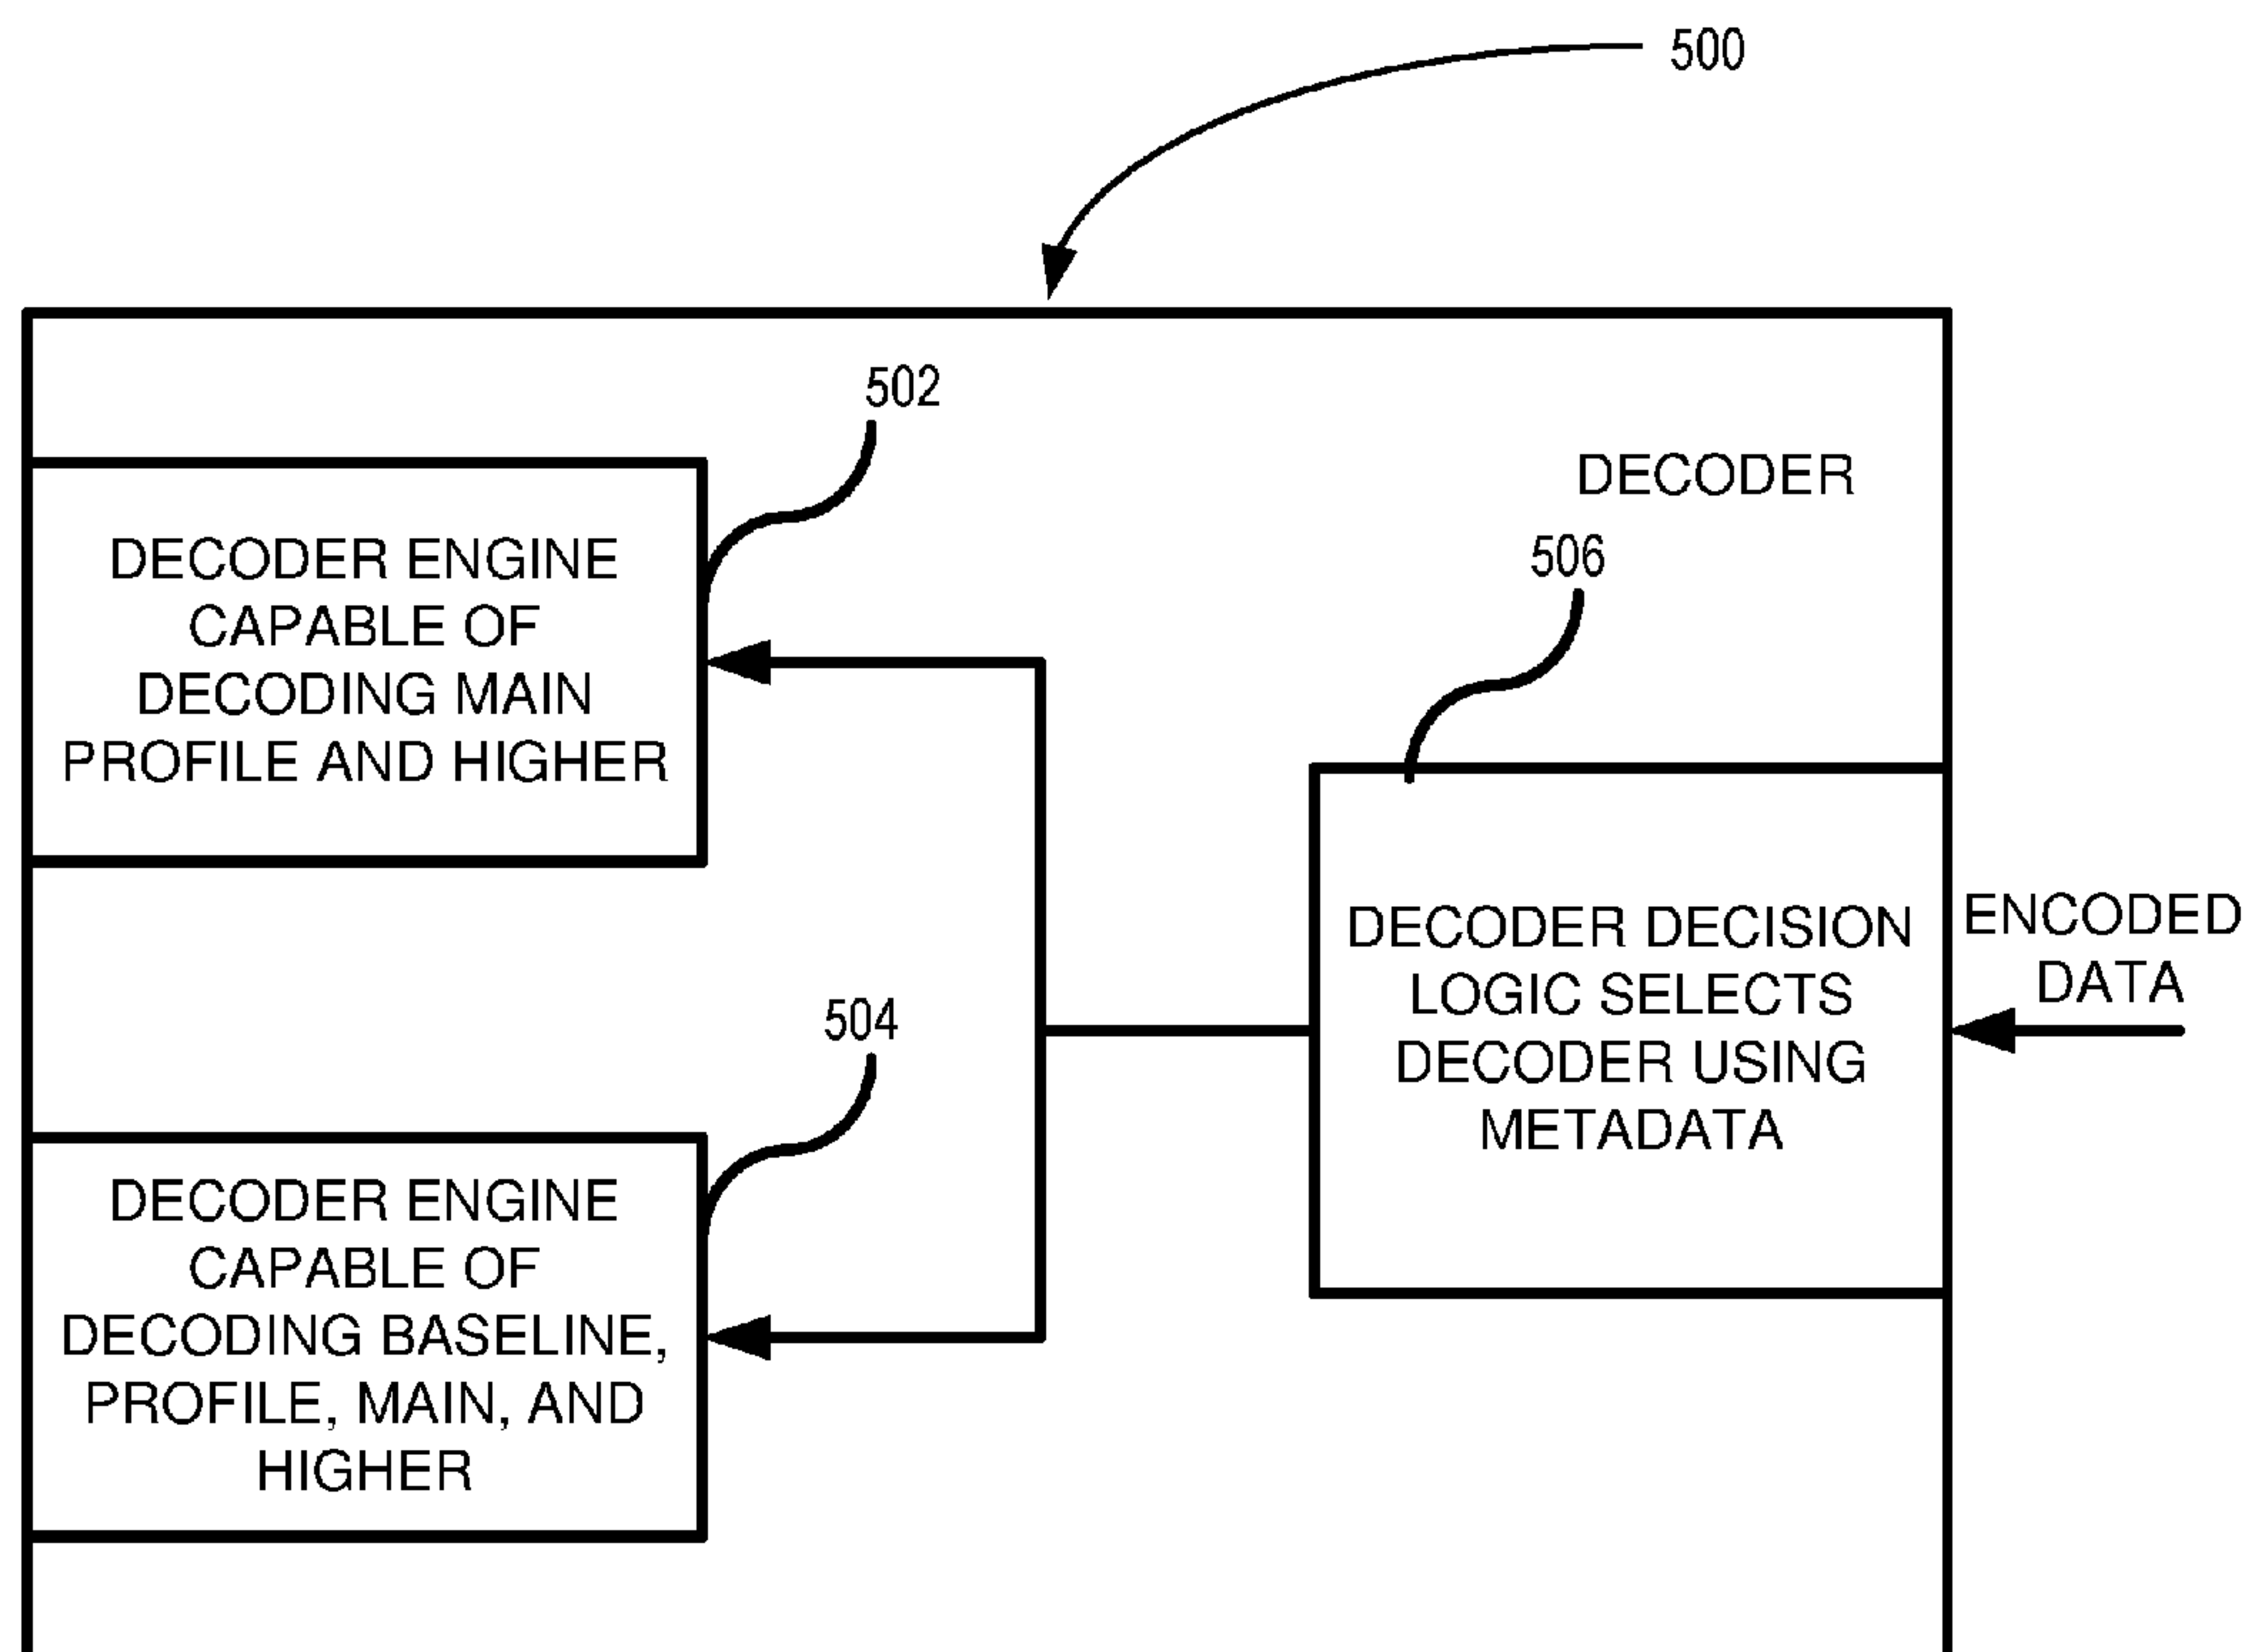 500
502
DECODER
DECODER ENGINE
CAPABLE OF
DECODING MAIN
PROFILE AND HIGHER
506
DECODER DECISION
LOGIC SELECTS
DECODER USING
METADATA
ENCODED
DATA
504
DECODER ENGINE
CAPABLE OF
DECODING BASELINE,
PROFILE, MAIN, AND
HIGHER